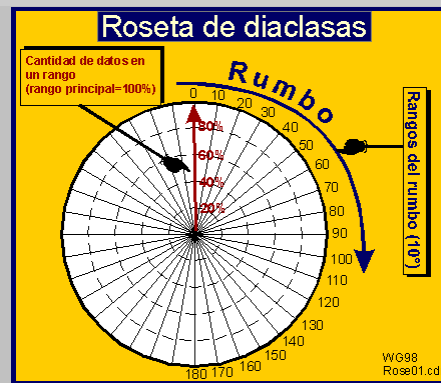 Roseta de diaclasas
Cantidad de datos en
un rango
(rango principal=100%)
Rumbo
Rangos del rumbo (10°)
0
10
20
30
40
50
60
70
80
90
100
110
120
130
140
150
160
170
180
80%
60%
40%
20%
WG98
Rose01.cd